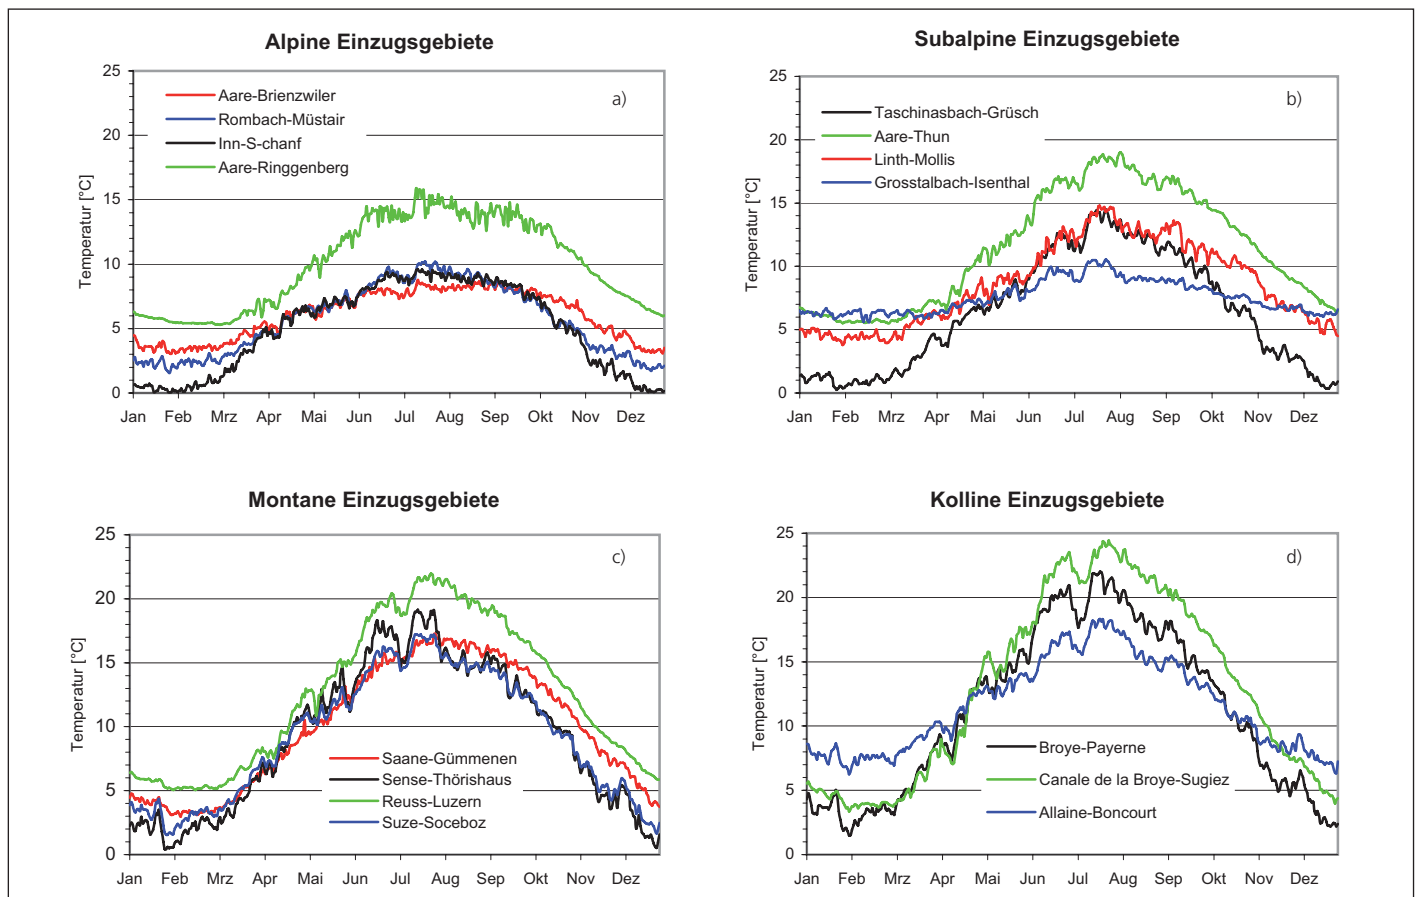 Alpine Einzugsgebiete
a)
Temperatur [°C]
25
20
15
10
5
0
Aare-Brienzwiler
Rombach-Müstair
Inn-S-chanf
Aare-Ringgenberg
Jan Feb Mrz Apr Mai Jun Jul Aug Sep Okt Nov Dez
Subalpine Einzugsgebiete
b)
Temperatur [°C]
25
20
15
10
5
0
Taschinasbach-Grüsch
Aare-Thun
Linth-Mollis
Grosstalbach-Isenthal
Jan Feb Mrz Apr Mai Jun Jul Aug Sep Okt Nov Dez
Montane Einzugsgebiete
c)
Temperatur [°C]
25
20
15
10
5
0
Saane-Gümmenen
Sense-Thörishaus
Reuss-Luzern
Suze-Soceboz
Jan Feb Mrz Apr Mai Jun Jul Aug Sep Okt Nov Dez
Kolline Einzugsgebiete
d)
Temperatur [°C]
25
20
15
10
5
0
Broye-Payerne
Canale de la Broye-Sugiez
Allaine-Boncourt
Jan Feb Mrz Apr Mai Jun Jul Aug Sep Okt Nov Dez